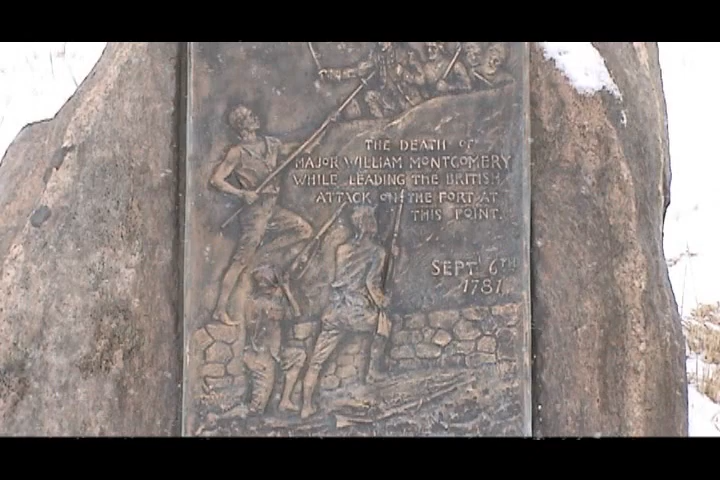 THE DEATH OF
MAJOR WILLIAM MONTGOMERY
WHILE LEADING THE BRITISH
ATTACK ON THE FORT AT
THIS POINT.
SEPT 6TH
1781.